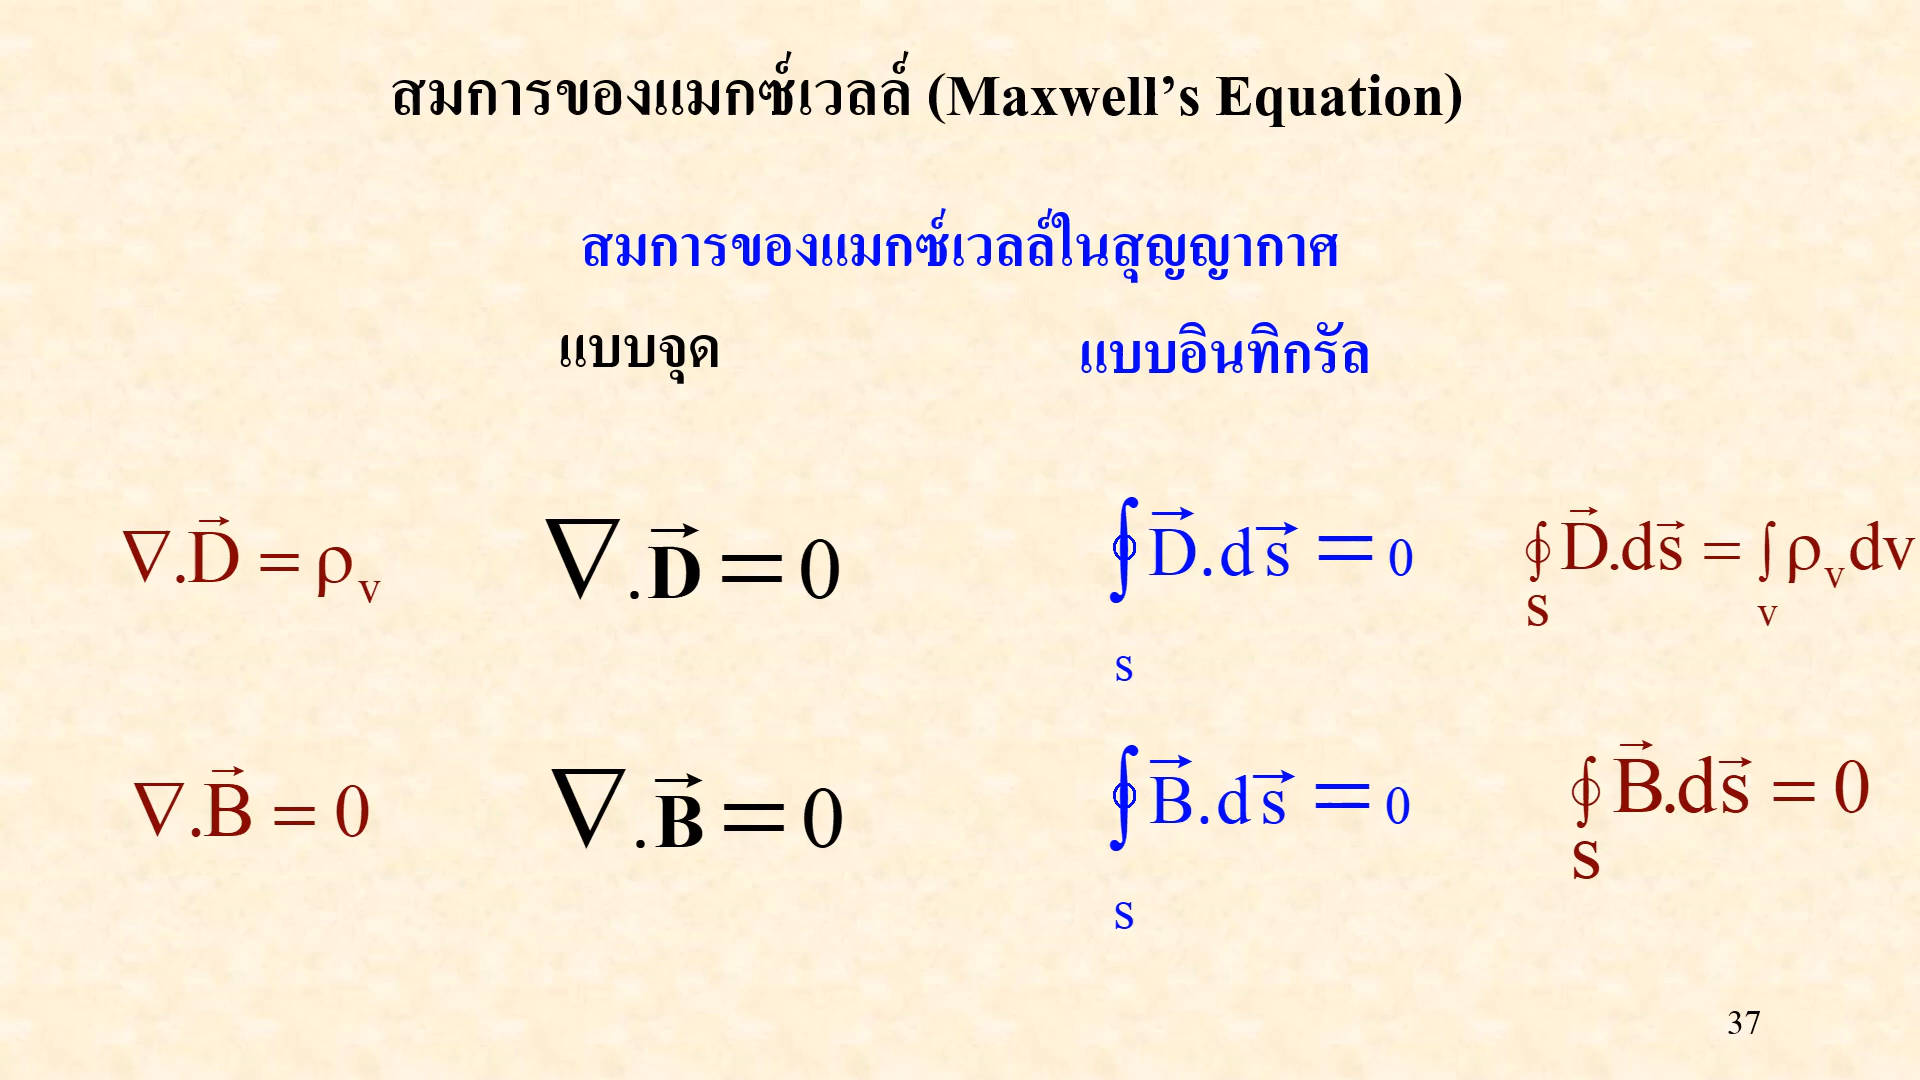 สมการของแมกซ์เวลล์ (Maxwell’s Equation)
สมการของแมกซ์เวลล์ในสุญญากาศ
แบบจุด แบบอินทิกรัล
∇.D⃗ = ρᵥ ∇.D⃗ = 0 ∮ₛ D⃗.ds⃗ = 0 ∮ₛ D⃗.ds⃗ = ∫ᵥ ρᵥdv
∇.B⃗ = 0 ∇.B⃗ = 0 ∮ₛ B⃗.ds⃗ = 0 ∮ₛ B⃗.ds⃗ = 0
37